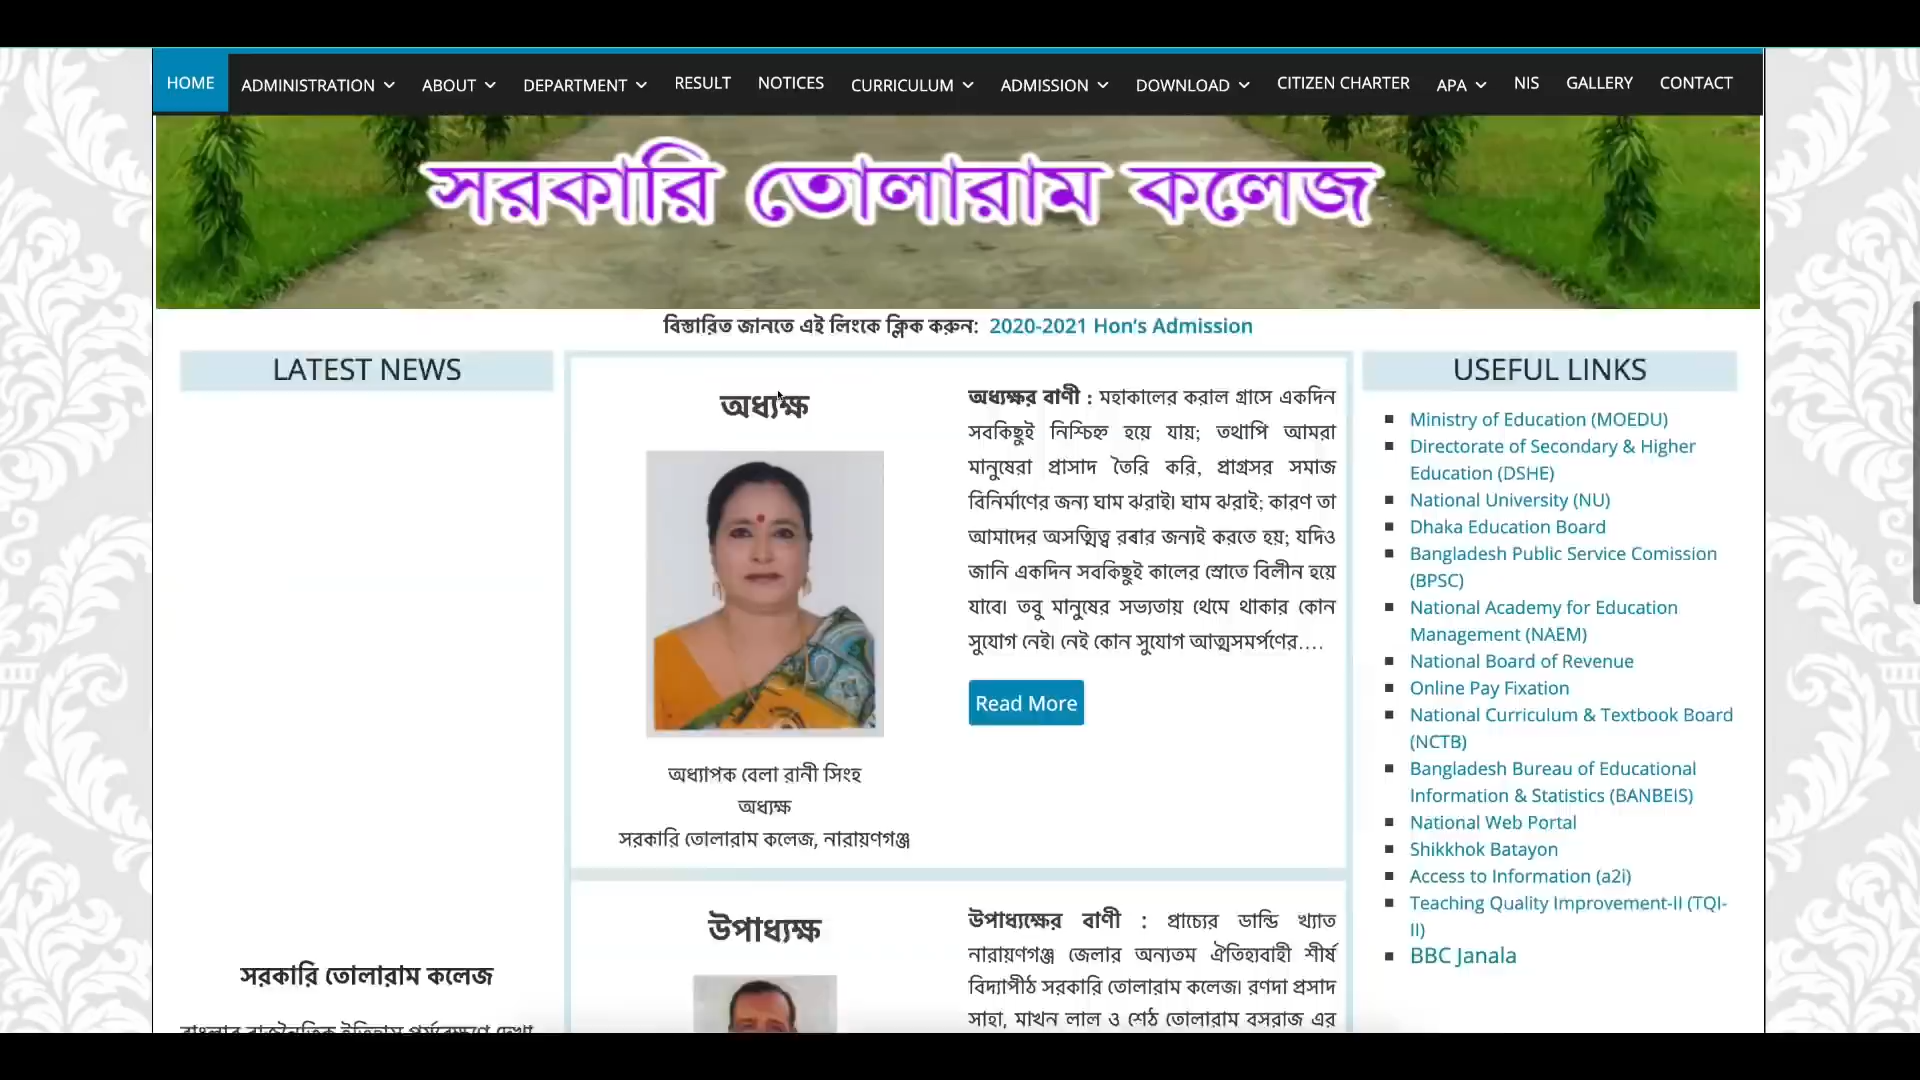 HOME ADMINISTRATION ABOUT DEPARTMENT RESULT NOTICES CURRICULUM ADMISSION DOWNLOAD CITIZEN CHARTER APA NIS GALLERY CONTACT
সরকারি তোলারাম কলেজ
বিস্তারিত জানতে এই লিংকে ক্লিক করুন: 2020-2021 Hon's Admission
LATEST NEWS
সরকারি তোলারাম কলেজ
বাংলার রাজনৈতিক ইতিহাস পর্যবেক্ষণে দেখা
অধ্যক্ষ
অধ্যাপক বেলা রানী সিংহ
অধ্যক্ষ
সরকারি তোলারাম কলেজ, নারায়ণগঞ্জ
অধ্যক্ষর বাণী : মহাকালের করাল গ্রাসে একদিন
সবকিছুই নিশ্চিহ্ন হয়ে যায়; তথাপি আমরা
মানুষেরা প্রাসাদ তৈরি করি, প্রাগ্রসর সমাজ
বিনির্মাণের জন্য ঘাম ঝরাই। ঘাম ঝরাই; কারণ তা
আমাদের অসত্মিত্ব রৰার জন্যই করতে হয়; যদিও
জানি একদিন সবকিছুই কালের স্রোতে বিলীন হয়ে
যাবে। তবু মানুষের সভ্যতায় থেমে থাকার কোন
সুযোগ নেই। নেই কোন সুযোগ আত্মসমর্পণের....
Read More
উপাধ্যক্ষ
উপাধ্যক্ষের বাণী : প্রাচ্যের ডান্ডি খ্যাত
নারায়ণগঞ্জ জেলার অন্যতম ঐতিহ্যবাহী শীর্ষ
বিদ্যাপীঠ সরকারি তোলারাম কলেজ। রণদা প্রসাদ
সাহা, মাখন লাল ও শেঠ তোলারাম বসরাজ এর
USEFUL LINKS
Ministry of Education (MOEDU)
Directorate of Secondary & Higher
Education (DSHE)
National University (NU)
Dhaka Education Board
Bangladesh Public Service Comission
(BPSC)
National Academy for Education
Management (NAEM)
National Board of Revenue
Online Pay Fixation
National Curriculum & Textbook Board
(NCTB)
Bangladesh Bureau of Educational
Information & Statistics (BANBEIS)
National Web Portal
Shikkhok Batayon
Access to Information (a2i)
Teaching Quality Improvement-II (TQI-
II)
BBC Janala